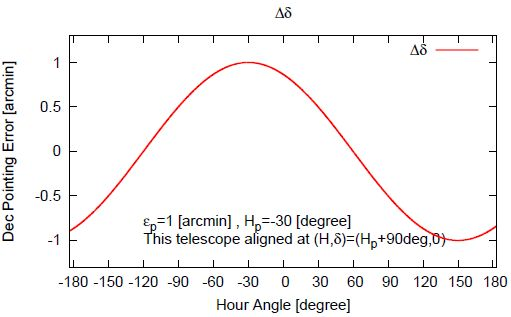 Δδ
Δδ
Dec Pointing Error [arcmin]
1
0.5
0
-0.5
-1
εp=1 [arcmin] , Hp=-30 [degree]
This telescope aligned at (H,δ)=(Hp+90deg,0)
-180 -150 -120 -90 -60 -30 0 30 60 90 120 150 180
Hour Angle [degree]